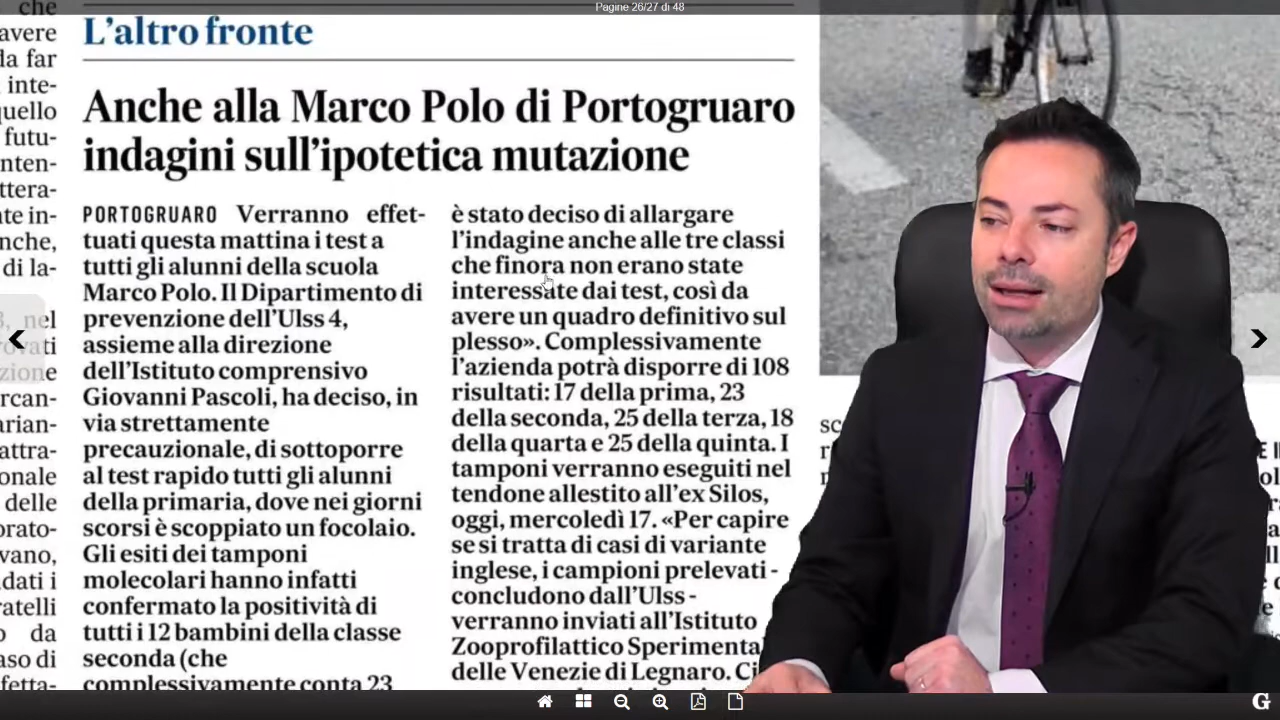 Pagine 26/27 di 48
che
avere
da far
inte-
quello
futu-
nten-
ttera-
te in-
nche,
di la-
nel
ovati
zione
ercan-
arian-
attra-
onale
delle
orato-
vano,
dati i
ratelli
o da
aso di
fetta-
L'altro fronte
Anche alla Marco Polo di Portogruaro
indagini sull'ipotetica mutazione
PORTOGRUARO Verranno effet-
tuati questa mattina i test a
tutti gli alunni della scuola
Marco Polo. Il Dipartimento di
prevenzione dell'Ulss 4,
assieme alla direzione
dell'Istituto comprensivo
Giovanni Pascoli, ha deciso, in
via strettamente
precauzionale, di sottoporre
al test rapido tutti gli alunni
della primaria, dove nei giorni
scorsi è scoppiato un focolaio.
Gli esiti dei tamponi
molecolari hanno infatti
confermato la positività di
tutti i 12 bambini della classe
seconda (che
complessivamente conta 23
è stato deciso di allargare
l'indagine anche alle tre classi
che finora non erano state
interessate dai test, così da
avere un quadro definitivo sul
plesso». Complessivamente
l'azienda potrà disporre di 108
risultati: 17 della prima, 23
della seconda, 25 della terza, 18
della quarta e 25 della quinta. I
tamponi verranno eseguiti nel
tendone allestito all'ex Silos,
oggi, mercoledì 17. «Per capire
se si tratta di casi di variante
inglese, i campioni prelevati -
concludono dall'Ulss -
verranno inviati all'Istituto
Zooprofilattico Sperimental
delle Venezie di Legnaro. Ci
G